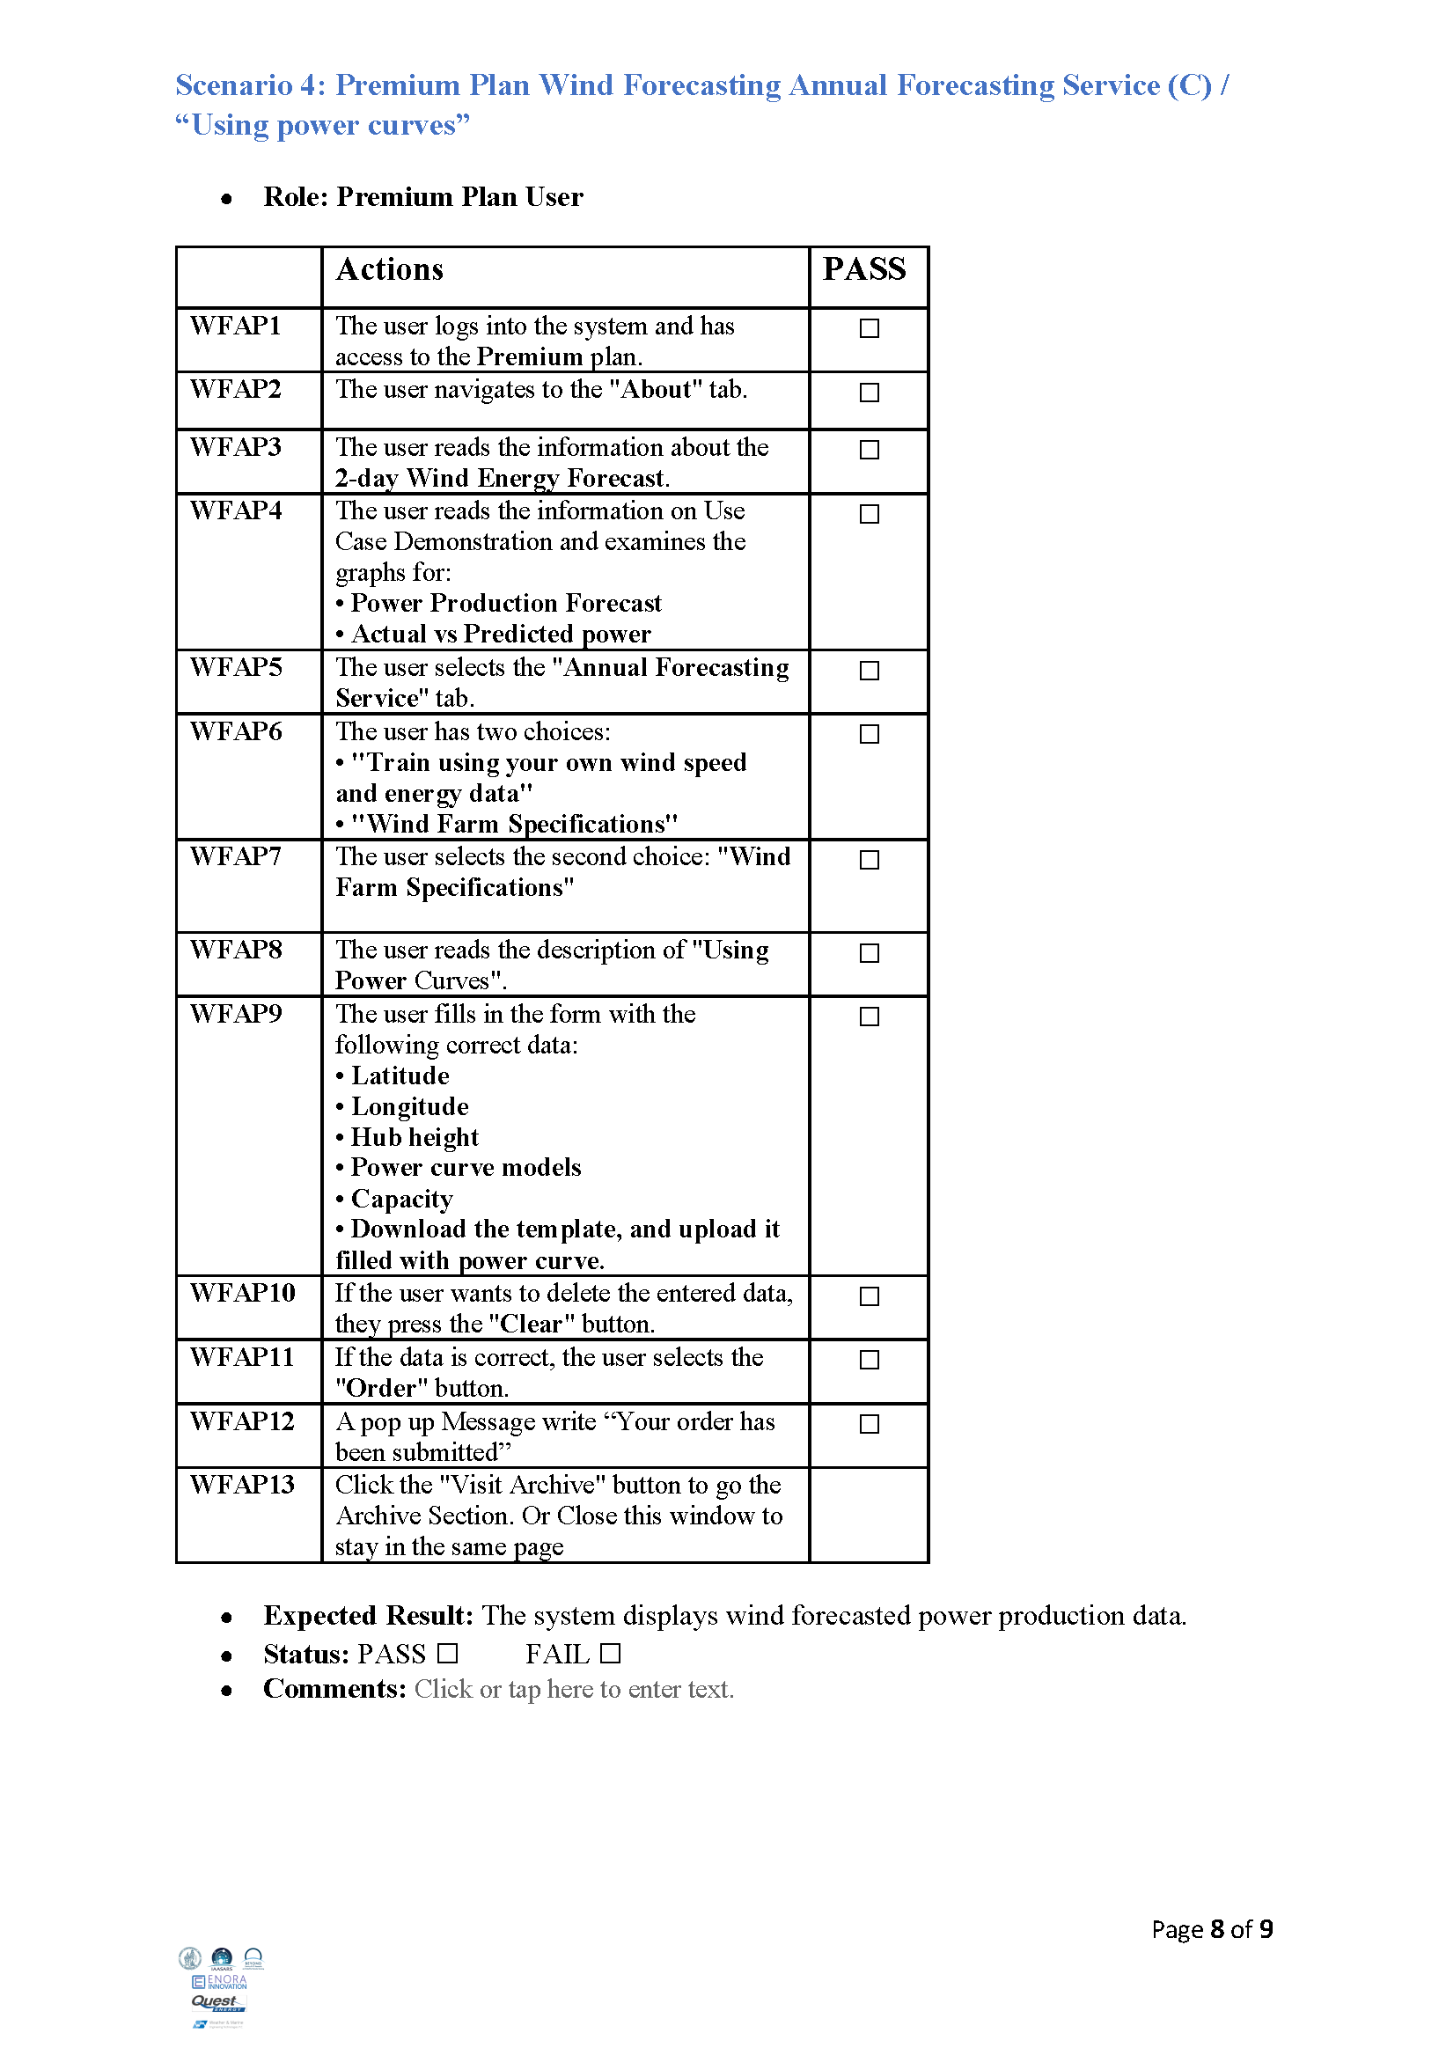 Scenario 4: Premium Plan Wind Forecasting Annual Forecasting Service (C) /
“Using power curves”
• Role: Premium Plan User
Actions PASS
WFAP1 The user logs into the system and has ☐
access to the Premium plan.
WFAP2 The user navigates to the "About" tab. ☐
WFAP3 The user reads the information about the ☐
2-day Wind Energy Forecast.
WFAP4 The user reads the information on Use ☐
Case Demonstration and examines the
graphs for:
• Power Production Forecast
• Actual vs Predicted power
WFAP5 The user selects the "Annual Forecasting ☐
Service" tab.
WFAP6 The user has two choices: ☐
• "Train using your own wind speed
and energy data"
• "Wind Farm Specifications"
WFAP7 The user selects the second choice: "Wind ☐
Farm Specifications"
WFAP8 The user reads the description of "Using ☐
Power Curves".
WFAP9 The user fills in the form with the ☐
following correct data:
• Latitude
• Longitude
• Hub height
• Power curve models
• Capacity
• Download the template, and upload it
filled with power curve.
WFAP10 If the user wants to delete the entered data, ☐
they press the "Clear" button.
WFAP11 If the data is correct, the user selects the ☐
"Order" button.
WFAP12 A pop up Message write “Your order has ☐
been submitted”
WFAP13 Click the "Visit Archive" button to go the
Archive Section. Or Close this window to
stay in the same page
• Expected Result: The system displays wind forecasted power production data.
• Status: PASS ☐ FAIL ☐
• Comments: Click or tap here to enter text.
Page 8 of 9
ENORA
INNOVATION
Quest
ENERGY